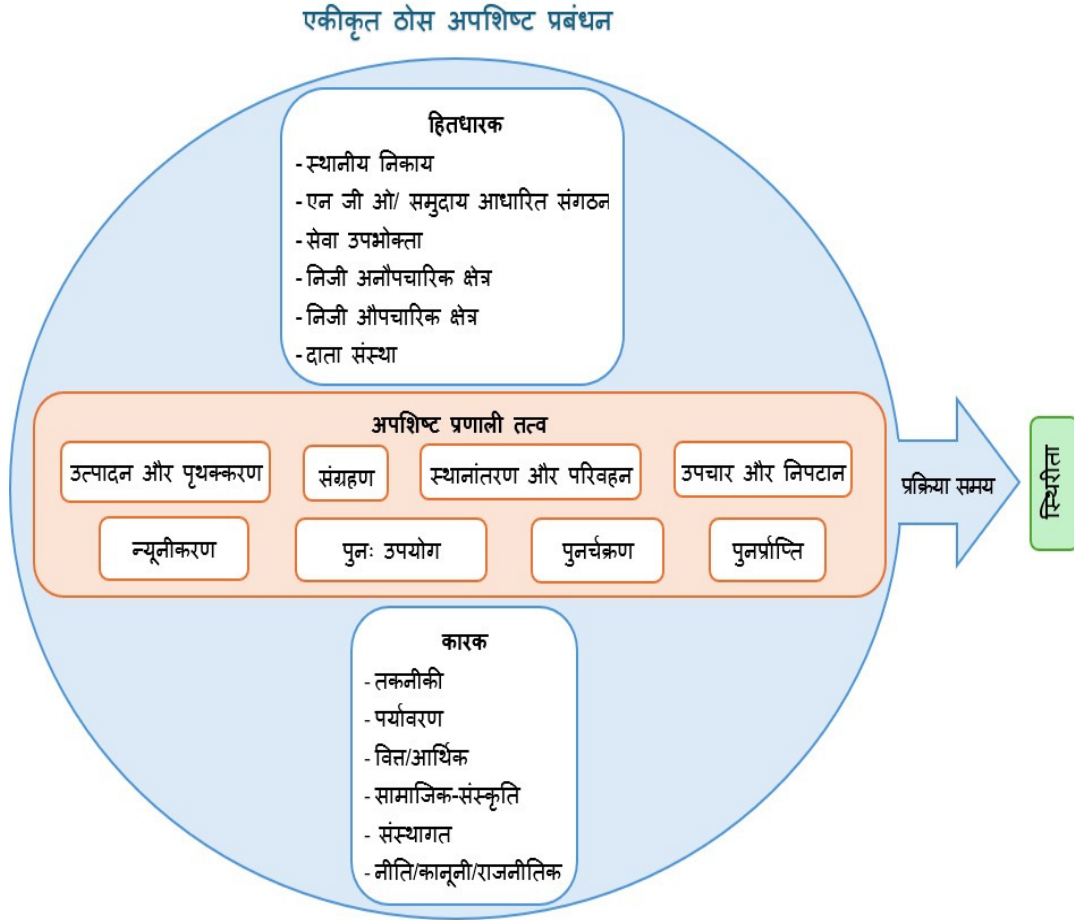 एकीकृत ठोस अपशिष्ट प्रबंधन
हितधारक
- स्थानीय निकाय
- एन जी ओ/ समुदाय आधारित संगठन
- सेवा उपभोक्ता
- निजी अनौपचारिक क्षेत्र
- निजी औपचारिक क्षेत्र
- दाता संस्था
अपशिष्ट प्रणाली तत्व
उत्पादन और पृथक्करण
संग्रहण
स्थानांतरण और परिवहन
उपचार और निपटान
न्यूनीकरण
पुनः उपयोग
पुनर्चक्रण
पुनर्प्राप्ति
प्रक्रिया समय
स्थिरीता
कारक
- तकनीकी
- पर्यावरण
- वित्त/आर्थिक
- सामाजिक-संस्कृति
- संस्थागत
- नीति/कानूनी/राजनीतिक